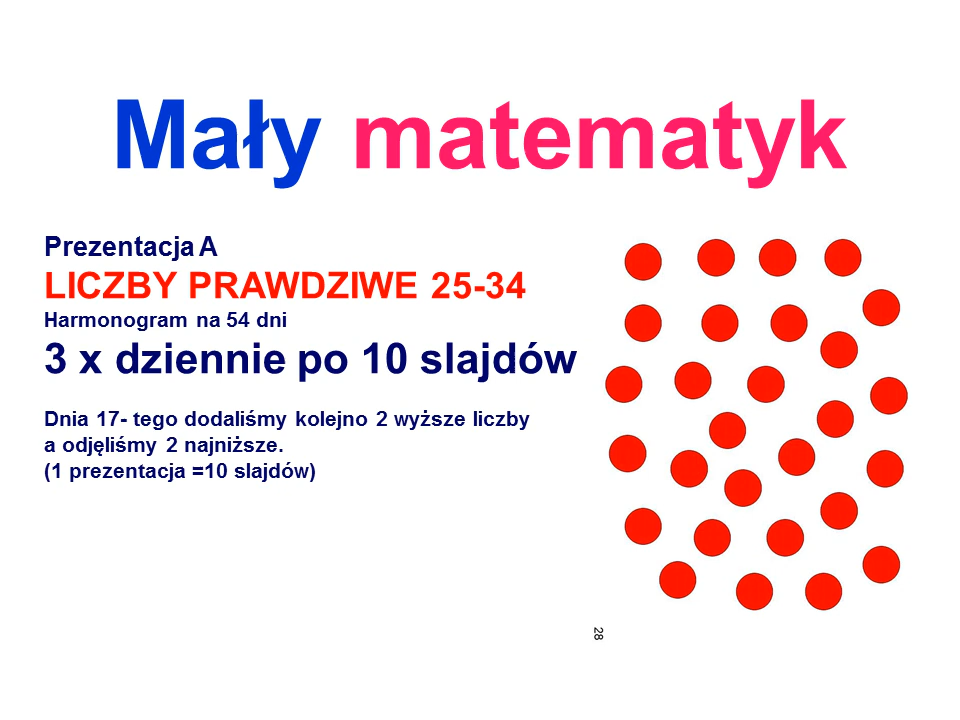 Mały matematyk
Prezentacja A
LICZBY PRAWDZIWE 25-34
Harmonogram na 54 dni
3 x dziennie po 10 slajdów
Dnia 17- tego dodaliśmy kolejno 2 wyższe liczby
a odjęliśmy 2 najniższe.
(1 prezentacja =10 slajdów)
28